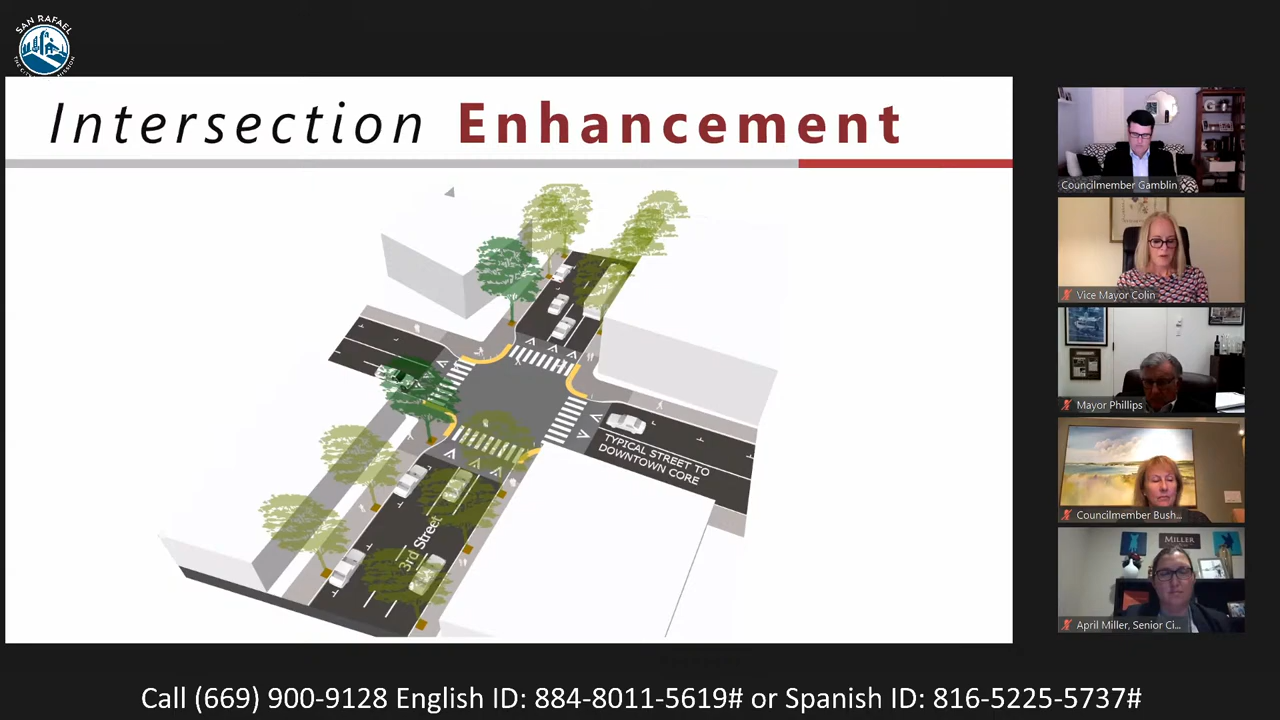 SAN RAFAEL
Intersection Enhancement
TYPICAL STREET TO
DOWNTOWN CORE
3rd Street
Councilmember Gamblin
Vice Mayor Colin
Mayor Phillips
Councilmember Bush...
MILLER
April Miller, Senior Ci...
Call (669) 900-9128 English ID: 884-8011-5619# or Spanish ID: 816-5225-5737#